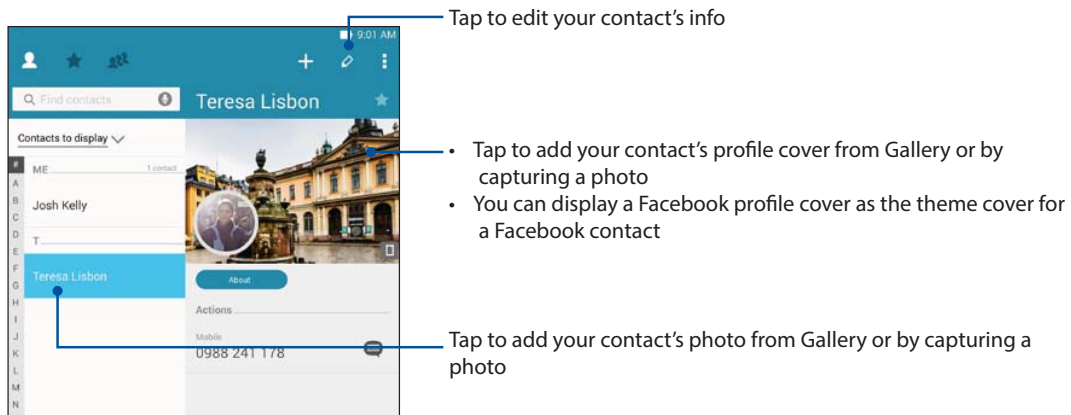 Tap to edit your contact's info
9:01 AM
Find contacts
Teresa Lisbon
Contacts to display
#
ME
1 contact
A
B
Josh Kelly
C
D
T
E
F
Teresa Lisbon
G
About
H
I
Actions
J
Mobile
K
0988 241 178
L
M
N
• Tap to add your contact's profile cover from Gallery or by
capturing a photo
• You can display a Facebook profile cover as the theme cover for
a Facebook contact
Tap to add your contact's photo from Gallery or by capturing a
photo